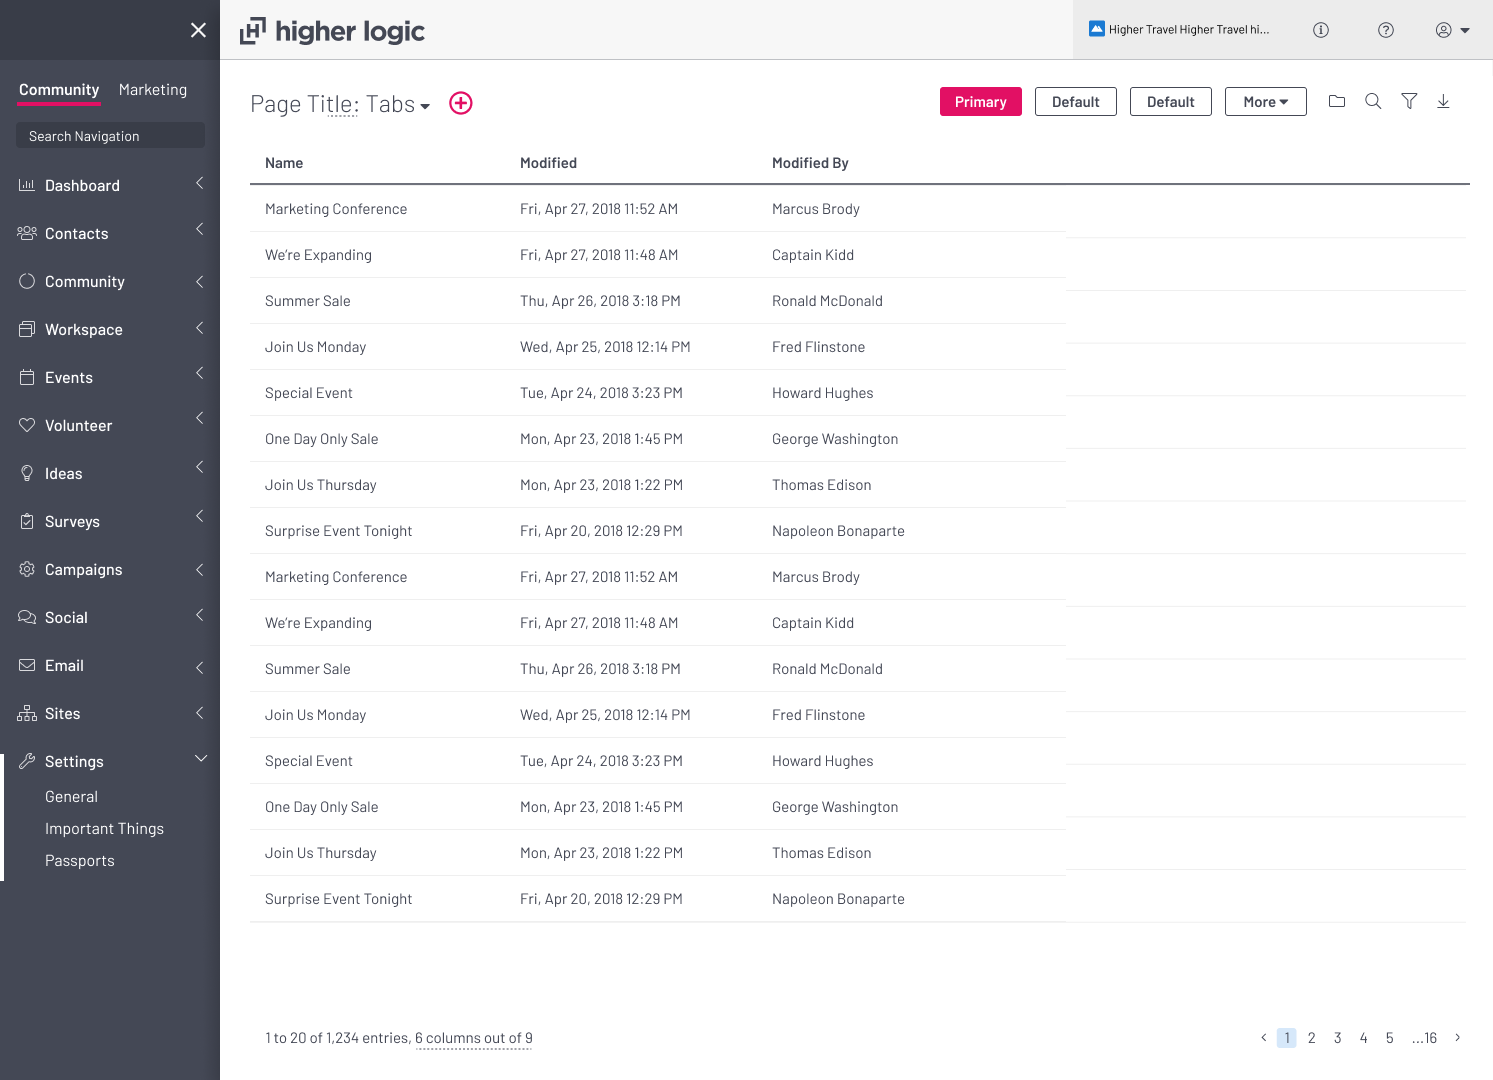 higher logic
Higher Travel Higher Travel hi...
Community Marketing
Search Navigation
Dashboard
Contacts
Community
Workspace
Events
Volunteer
Ideas
Surveys
Campaigns
Social
Email
Sites
Settings
General
Important Things
Passports
Page Title: Tabs
Primary Default Default More
Name Modified Modified By
Marketing Conference Fri, Apr 27, 2018 11:52 AM Marcus Brody
We're Expanding Fri, Apr 27, 2018 11:48 AM Captain Kidd
Summer Sale Thu, Apr 26, 2018 3:18 PM Ronald McDonald
Join Us Monday Wed, Apr 25, 2018 12:14 PM Fred Flinstone
Special Event Tue, Apr 24, 2018 3:23 PM Howard Hughes
One Day Only Sale Mon, Apr 23, 2018 1:45 PM George Washington
Join Us Thursday Mon, Apr 23, 2018 1:22 PM Thomas Edison
Surprise Event Tonight Fri, Apr 20, 2018 12:29 PM Napoleon Bonaparte
Marketing Conference Fri, Apr 27, 2018 11:52 AM Marcus Brody
We're Expanding Fri, Apr 27, 2018 11:48 AM Captain Kidd
Summer Sale Thu, Apr 26, 2018 3:18 PM Ronald McDonald
Join Us Monday Wed, Apr 25, 2018 12:14 PM Fred Flinstone
Special Event Tue, Apr 24, 2018 3:23 PM Howard Hughes
One Day Only Sale Mon, Apr 23, 2018 1:45 PM George Washington
Join Us Thursday Mon, Apr 23, 2018 1:22 PM Thomas Edison
Surprise Event Tonight Fri, Apr 20, 2018 12:29 PM Napoleon Bonaparte
1 to 20 of 1,234 entries, 6 columns out of 9
1 2 3 4 5 ...16